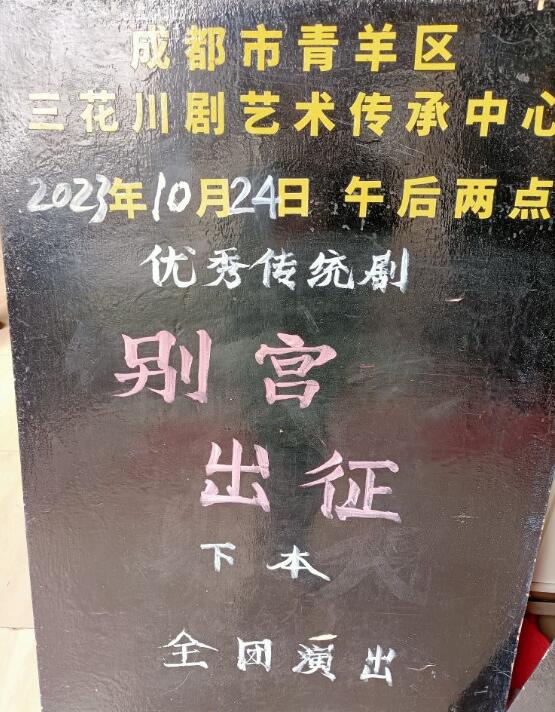 成都市青羊区
三花川剧艺术传承中心
2023年10月24日 午后两点
优秀传统剧
别宫
出征
下本
全团演出